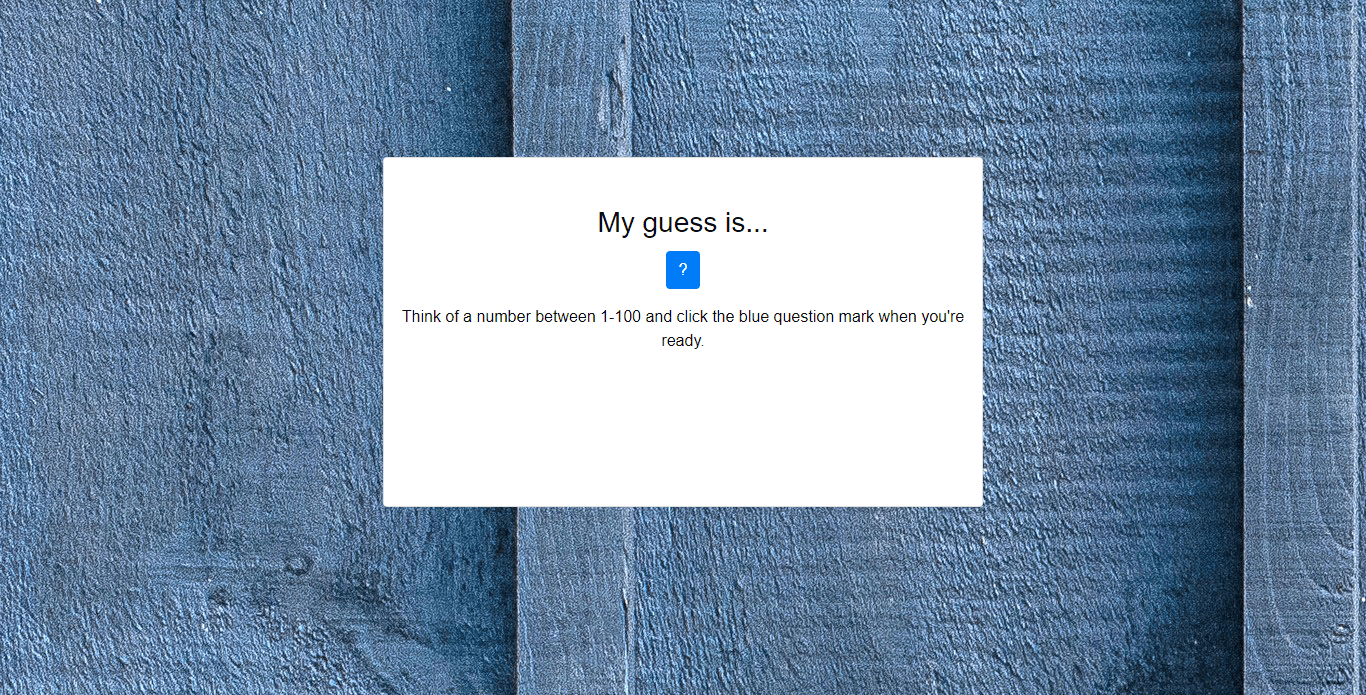 My guess is...
?
Think of a number between 1-100 and click the blue question mark when you're
ready.